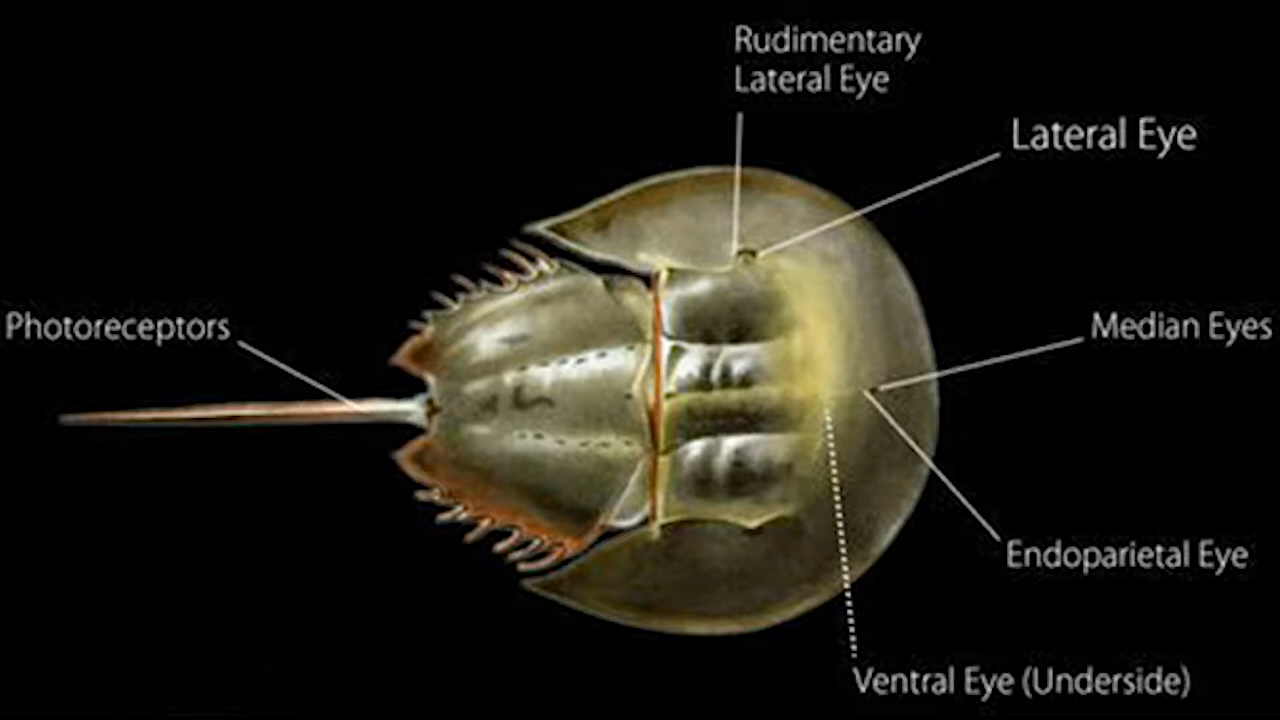 Rudimentary
Lateral Eye
Lateral Eye
Photoreceptors
Median Eyes
Endoparietal Eye
Ventral Eye (Underside)